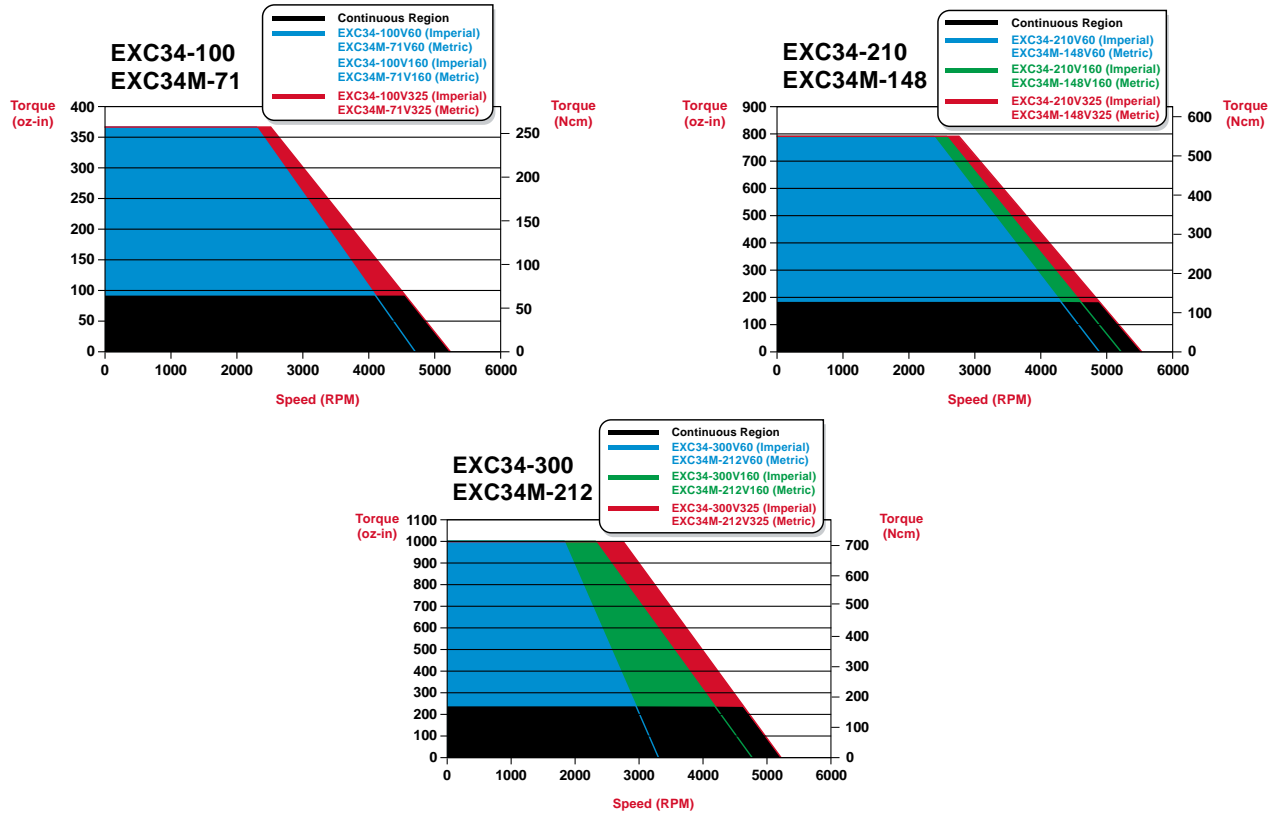 EXC34-100
EXC34M-71
Continuous Region
EXC34-100V60 (Imperial)
EXC34M-71V60 (Metric)
EXC34-100V160 (Imperial)
EXC34M-71V160 (Metric)
EXC34-100V325 (Imperial)
EXC34M-71V325 (Metric)
Torque
(oz-in)
400
350
300
250
200
150
100
50
0
Torque
(Ncm)
250
200
150
100
50
0
0 1000 2000 3000 4000 5000 6000
Speed (RPM)
EXC34-210
EXC34M-148
Continuous Region
EXC34-210V60 (Imperial)
EXC34M-148V60 (Metric)
EXC34-210V160 (Imperial)
EXC34M-148V160 (Metric)
EXC34-210V325 (Imperial)
EXC34M-148V325 (Metric)
Torque
(oz-in)
900
800
700
600
500
400
300
200
100
0
Torque
(Ncm)
600
500
400
300
200
100
0
0 1000 2000 3000 4000 5000 6000
Speed (RPM)
EXC34-300
EXC34M-212
Continuous Region
EXC34-300V60 (Imperial)
EXC34M-212V60 (Metric)
EXC34-300V160 (Imperial)
EXC34M-212V160 (Metric)
EXC34-300V325 (Imperial)
EXC34M-212V325 (Metric)
Torque
(oz-in)
1100
1000
900
800
700
600
500
400
300
200
100
0
Torque
(Ncm)
700
600
500
400
300
200
100
0
0 1000 2000 3000 4000 5000 6000
Speed (RPM)